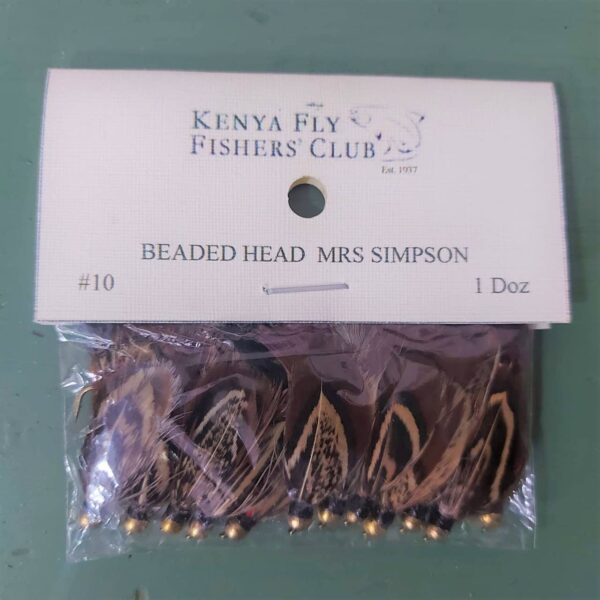 KENYA FLY
FISHERS' CLUB
Est. 1937
BEADED HEAD MRS SIMPSON
#10
1 Doz